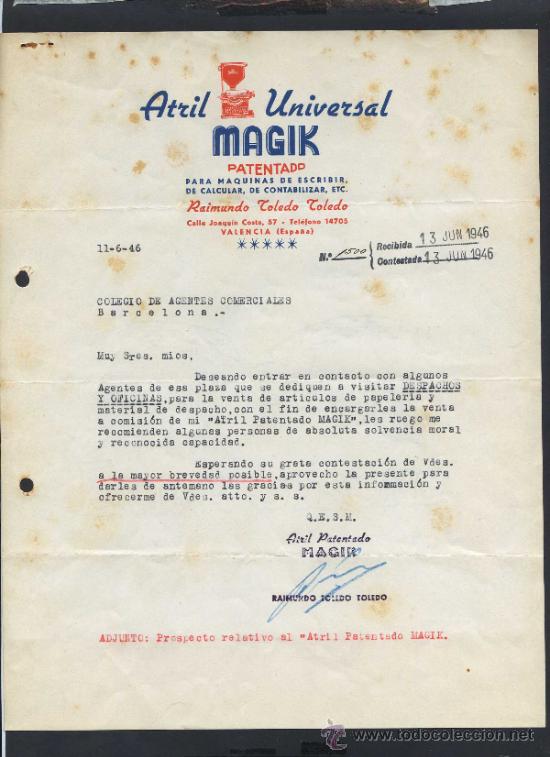 Atril Universal
MAGIK
PATENTADO
PARA MAQUINAS DE ESCRIBIR,
DE CALCULAR, DE CONTABILIZAR, ETC.
Raimundo Toledo Toledo
Calle Joaquín Costa, 57 - Teléfono 14705
VALENCIA (España)
*****
11-6-46
N.º 1500
Recibida 13 JUN 1946
Contestada 13 JUN 1946
COLEGIO DE AGENTES COMERCIALES
Barcelona.-
Muy Sres. mios,
Deseando entrar en contacto con algunos
Agentes de esa plaza que se dediquen a visitar DESPACHOS
Y OFICINAS, para la venta de articulos de papeleria y
material de despacho, con el fin de encargarles la venta
a comisión de mi "ATril Patentado MAGIK", les ruego me
recomienden algunas personas de absoluta solvencia moral
y reconocida capacidad.
Esperando su grata contestación de Vdes.
a la mayor brevedad posible, aprovecho la presente para
darles de antemano las gracias por esta información y
ofrecerme de Vdes. atto. y s. s.
Q.E.S.M.
Atril Patentado
MAGIK
RAIMUNDO TOLEDO TOLEDO
ADJUNTO: Prospecto relativo al "Atril Patentado MAGIK.
http://www.todocoleccion.net